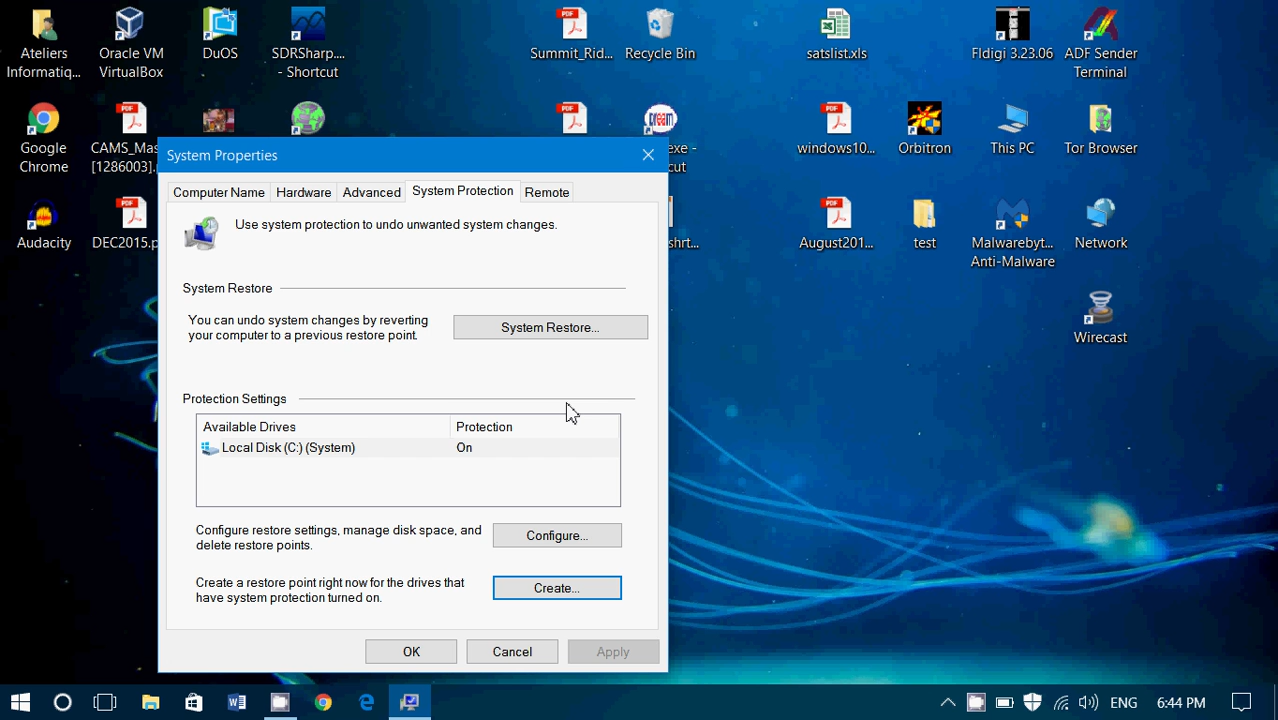 Ateliers
Informatiq...
Oracle VM
VirtualBox
DuOS
SDRSharp....
- Shortcut
PDF
Summit_Rid...
Recycle Bin
satslist.xls
Fldigi 3.23.06
ADF Sender
Terminal
Google
Chrome
PDF
CAMS_Mas
[1286003].
PDF
.exe -
cut
PDF
windows10...
Orbitron
This PC
Tor Browser
Audacity
PDF
DEC2015.p
shrt...
PDF
August201...
test
Malwarebyt...
Anti-Malware
Network
Wirecast
System Properties
Computer Name
Hardware
Advanced
System Protection
Remote
Use system protection to undo unwanted system changes.
System Restore
You can undo system changes by reverting
your computer to a previous restore point.
System Restore...
Protection Settings
Available Drives
Protection
Local Disk (C:) (System)
On
Configure restore settings, manage disk space, and
delete restore points.
Configure...
Create a restore point right now for the drives that
have system protection turned on.
Create...
OK
Cancel
Apply
ENG
6:44 PM